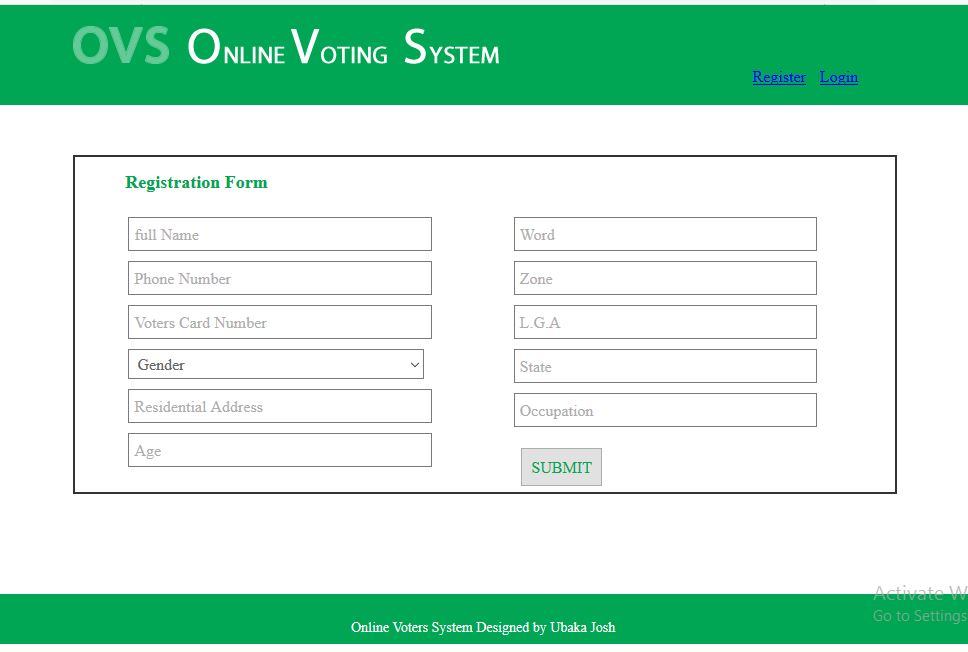 OVS Online Voting System
Register Login
Registration Form
full Name
Phone Number
Voters Card Number
Gender
Residential Address
Age
Word
Zone
L.G.A
State
Occupation
SUBMIT
Activate W
Go to Settings
Online Voters System Designed by Ubaka Josh